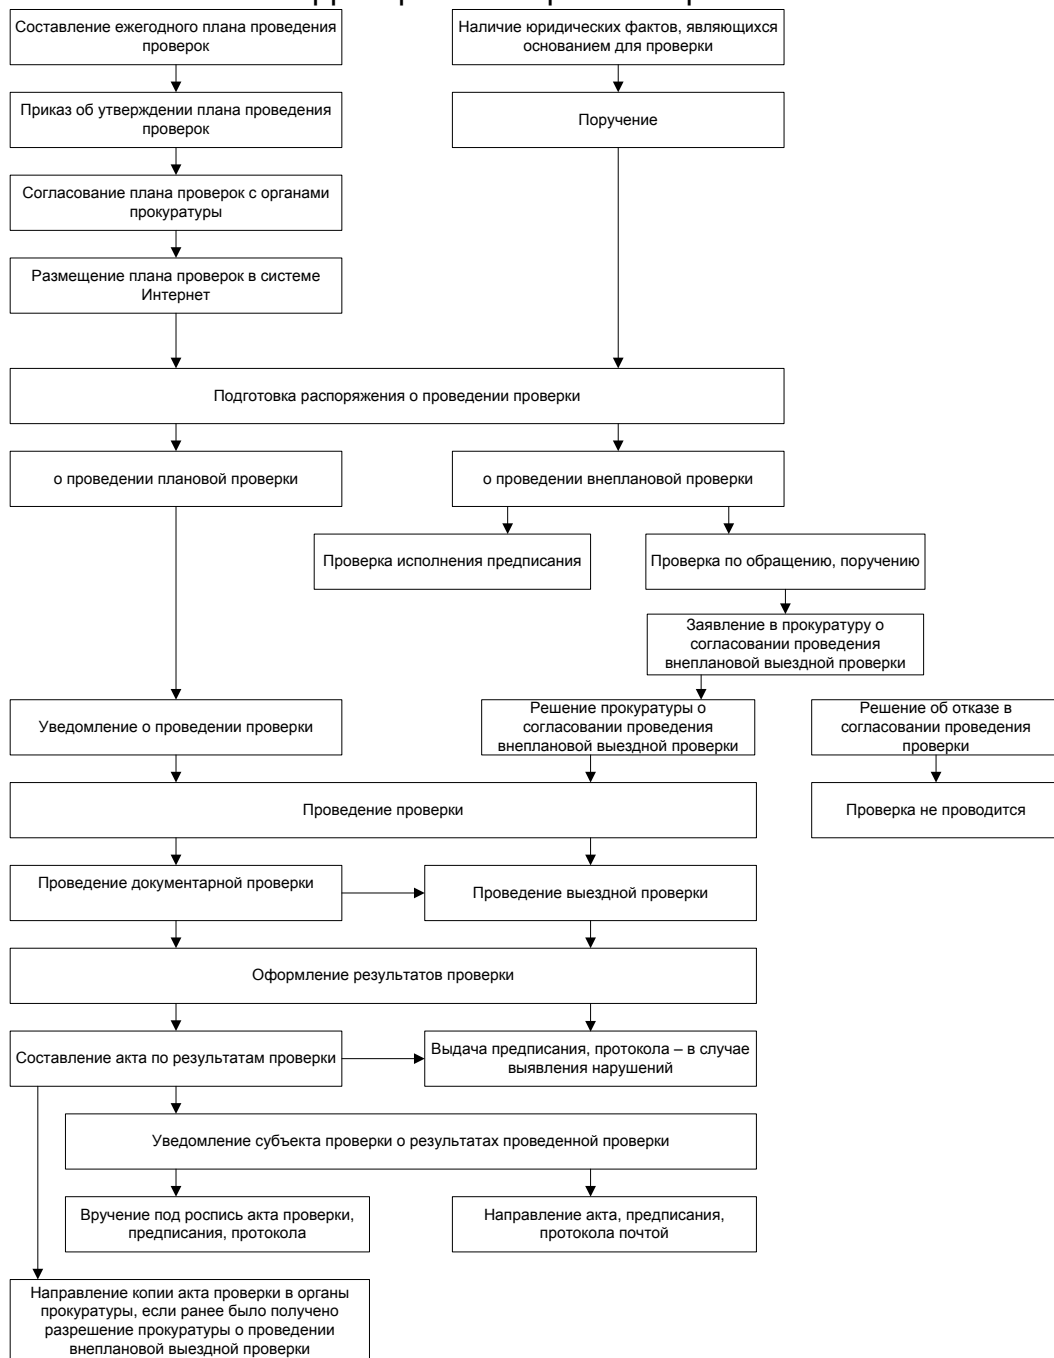 Составление ежегодного плана проведения
проверок
Наличие юридических фактов, являющихся
основанием для проверки
Приказ об утверждении плана проведения
проверок
Поручение
Согласование плана проверок с органами
прокуратуры
Размещение плана проверок в системе
Интернет
Подготовка распоряжения о проведении проверки
о проведении плановой проверки
о проведении внеплановой проверки
Проверка исполнения предписания
Проверка по обращению, поручению
Заявление в прокуратуру о
согласовании проведения
внеплановой выездной проверки
Уведомление о проведении проверки
Решение прокуратуры о
согласовании проведения
внеплановой выездной проверки
Решение об отказе в
согласовании проведения
проверки
Проведение проверки
Проверка не проводится
Проведение документарной проверки
Проведение выездной проверки
Оформление результатов проверки
Составление акта по результатам проверки
Выдача предписания, протокола – в случае
выявления нарушений
Уведомление субъекта проверки о результатах проведенной проверки
Вручение под роспись акта проверки,
предписания, протокола
Направление акта, предписания,
протокола почтой
Направление копии акта проверки в органы
прокуратуры, если ранее было получено
разрешение прокуратуры о проведении
внеплановой выездной проверки